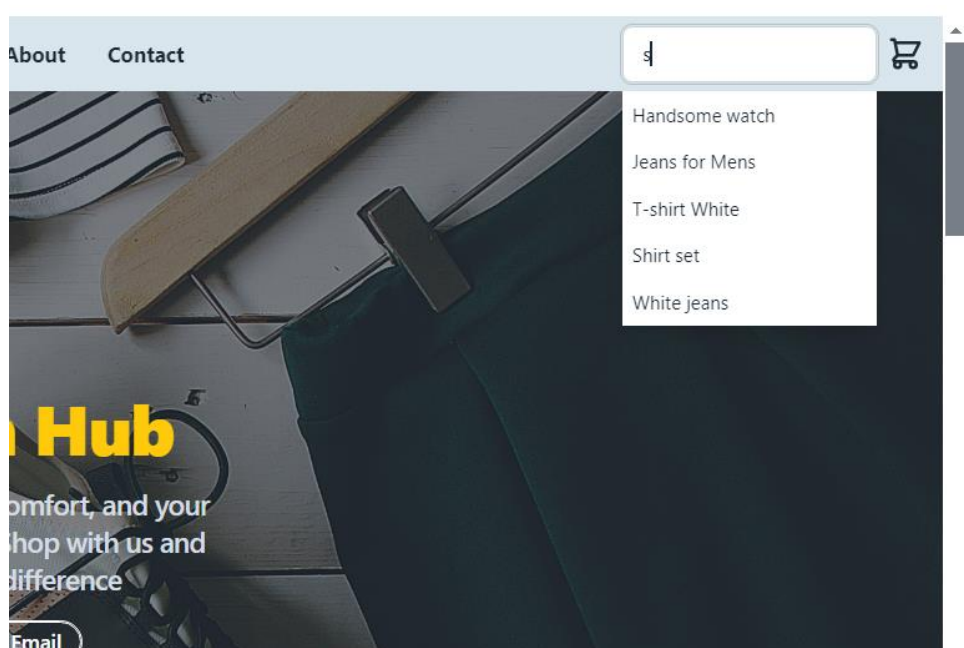 About
Contact
s
Handsome watch
Jeans for Mens
T-shirt White
Shirt set
White jeans
Hub
omfort, and your
Shop with us and
difference
Email